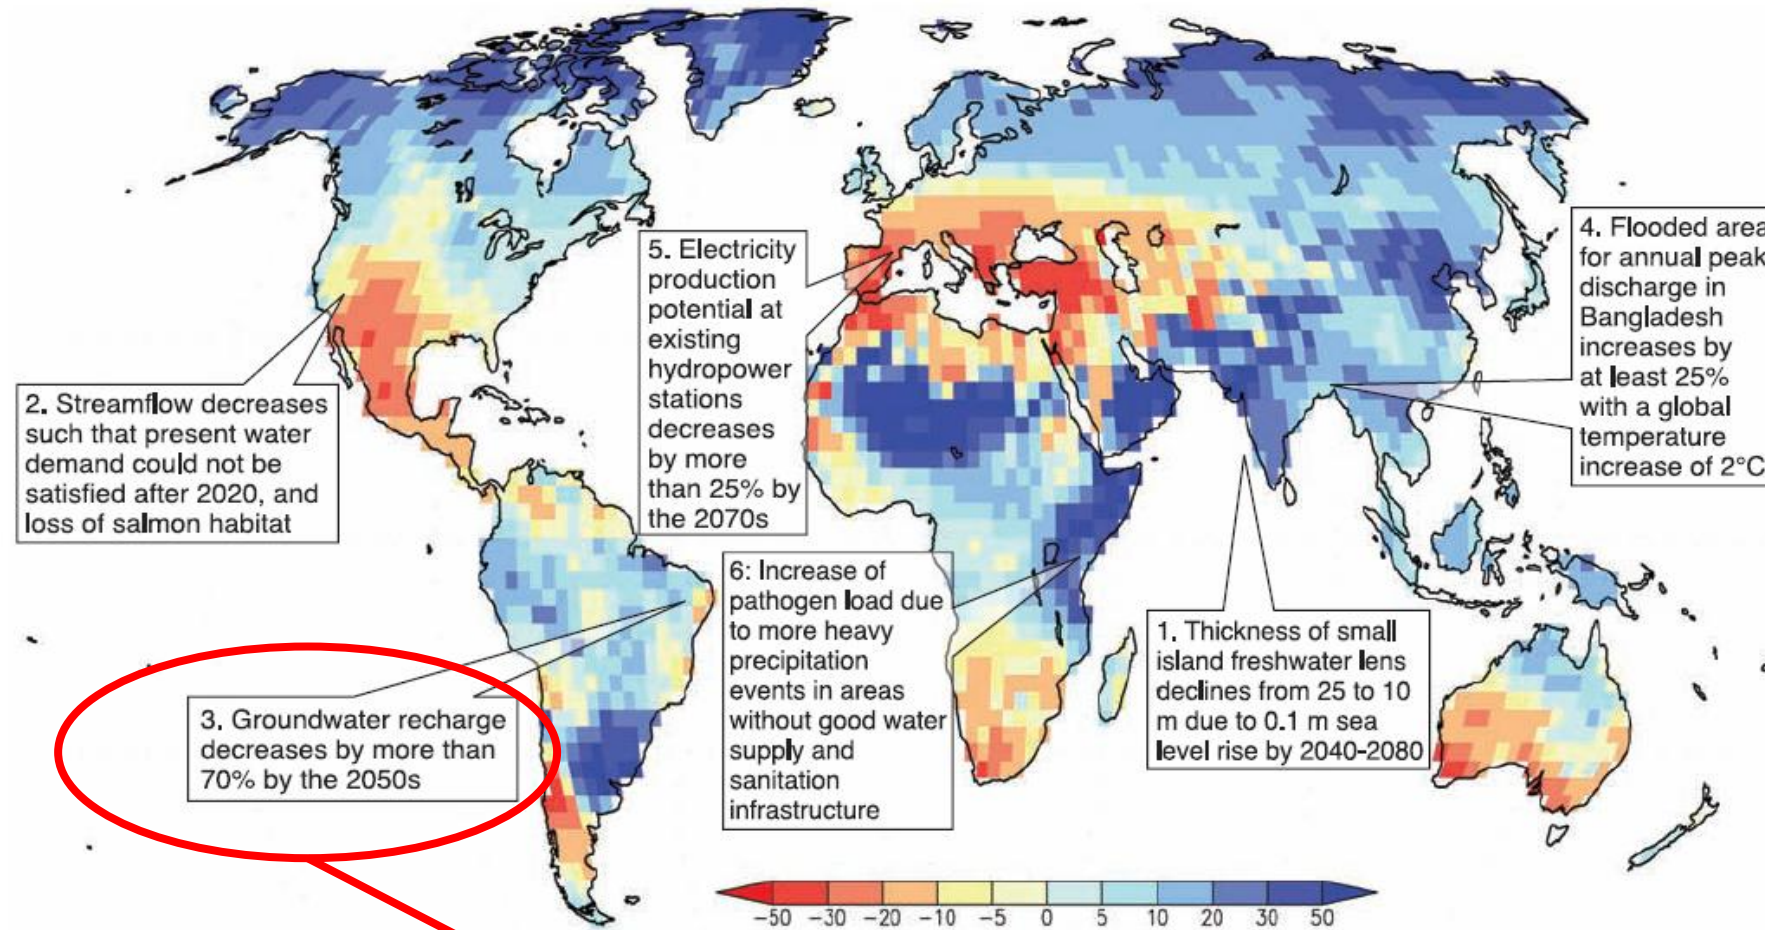 5. Electricity
production
potential at
existing
hydropower
stations
decreases
by more
than 25% by
the 2070s
4. Flooded area
for annual peak
discharge in
Bangladesh
increases by
at least 25%
with a global
temperature
increase of 2°C
2. Streamflow decreases
such that present water
demand could not be
satisfied after 2020, and
loss of salmon habitat
6: Increase of
pathogen load due
to more heavy
precipitation
events in areas
without good water
supply and
sanitation
infrastructure
1. Thickness of small
island freshwater lens
declines from 25 to 10
m due to 0.1 m sea
level rise by 2040-2080
3. Groundwater recharge
decreases by more than
70% by the 2050s
−50 −30 −20 −10 −5 0 5 10 20 30 50